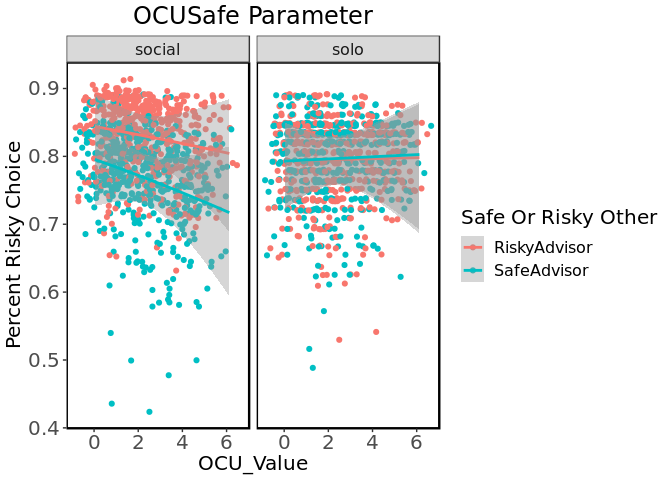 OCUSafe Parameter
social
solo
Percent Risky Choice
0.9
0.8
0.7
0.6
0.5
0.4
0 2 4 6
0 2 4 6
OCU_Value
Safe Or Risky Other
RiskyAdvisor
SafeAdvisor